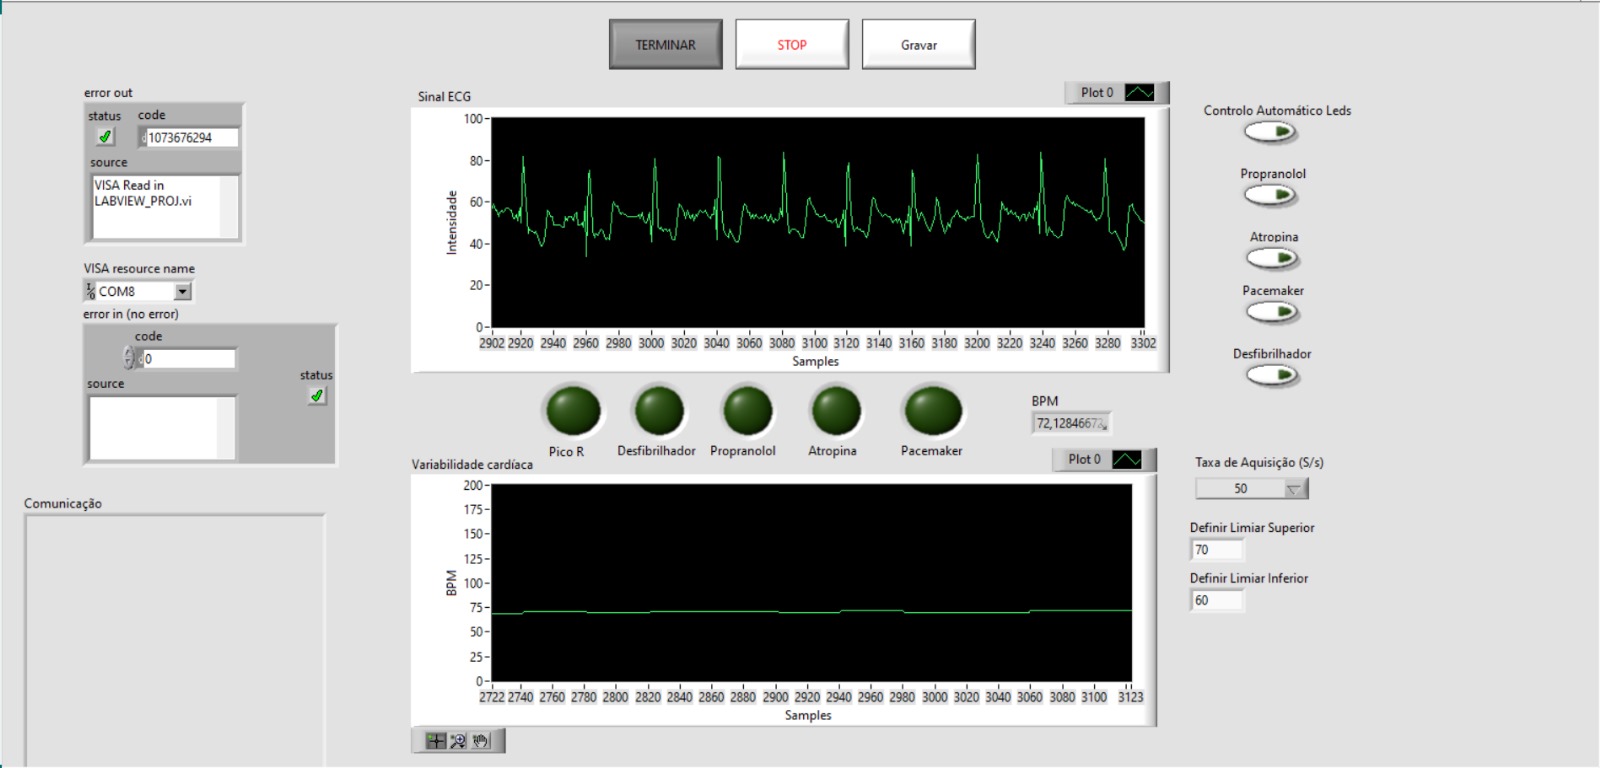 TERMINAR
STOP
Gravar
error out
status
code
1073676294
source
VISA Read in
LABVIEW_PROJ.vi
VISA resource name
COM8
error in (no error)
code
0
source
status
Comunicação
Sinal ECG
Plot 0
Intensidade
100
80
60
40
20
0
2902 2920 2940 2960 2980 3000 3020 3040 3060 3080 3100 3120 3140 3160 3180 3200 3220 3240 3260 3280 3302
Samples
Pico R
Desfibrilhador
Propranolol
Atropina
Pacemaker
BPM
72,12846672
Variabilidade cardíaca
Plot 0
BPM
200
175
150
125
100
75
50
25
0
2722 2740 2760 2780 2800 2820 2840 2860 2880 2900 2920 2940 2960 2980 3000 3020 3040 3060 3080 3100 3123
Samples
Controlo Automático Leds
Propranolol
Atropina
Pacemaker
Desfibrilhador
Taxa de Aquisição (S/s)
50
Definir Limiar Superior
70
Definir Limiar Inferior
60